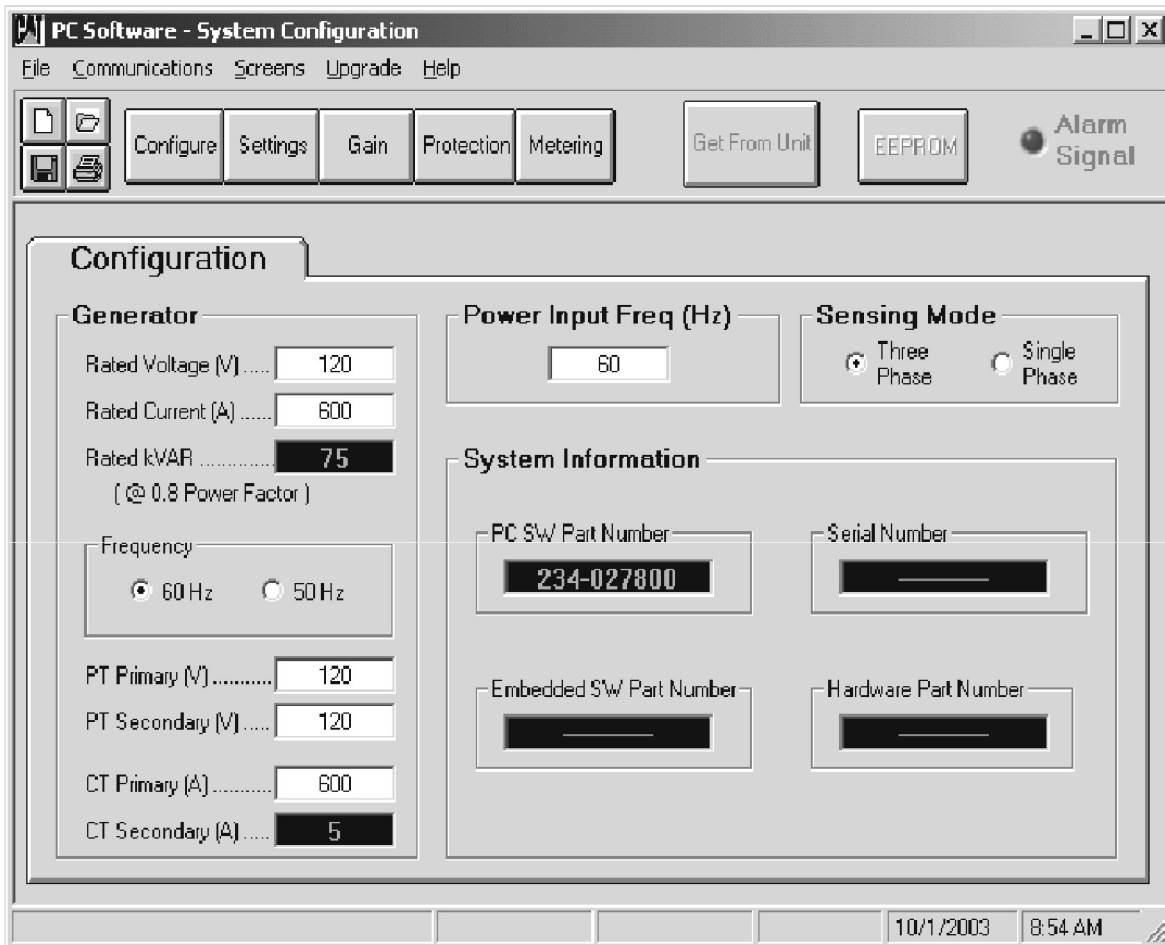 PC Software - System Configuration
File Communications Screens Upgrade Help
Configure Settings Gain Protection Metering Get From Unit EEPROM Alarm Signal
Configuration
Generator
Rated Voltage (V) ..... 120
Rated Current (A) ...... 600
Rated kVAR .............. 75
( @ 0.8 Power Factor )
Frequency
60 Hz 50 Hz
PT Primary (V) ........... 120
PT Secondary (V) ..... 120
CT Primary (A) ........... 600
CT Secondary (A) ..... 5
Power Input Freq (Hz)
60
Sensing Mode
Three Phase Single Phase
System Information
PC SW Part Number
234-027800
Serial Number
Embedded SW Part Number
Hardware Part Number
10/1/2003 8:54 AM